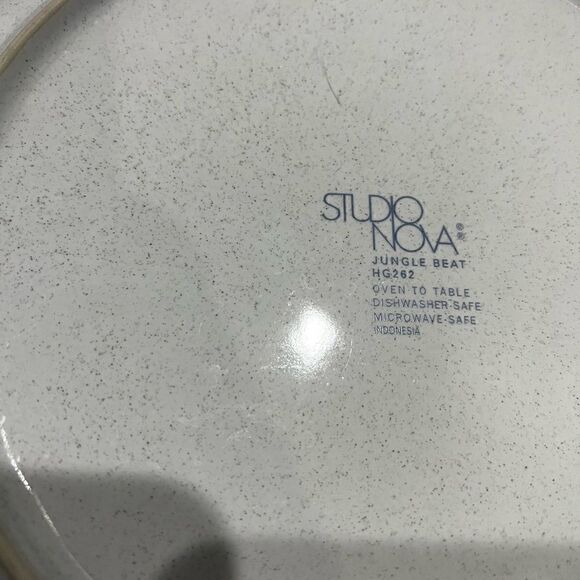 STUDIO
NOVA © ®
JUNGLE BEAT
HG262
OVEN TO TABLE
DISHWASHER-SAFE
MICROWAVE-SAFE
INDONESIA